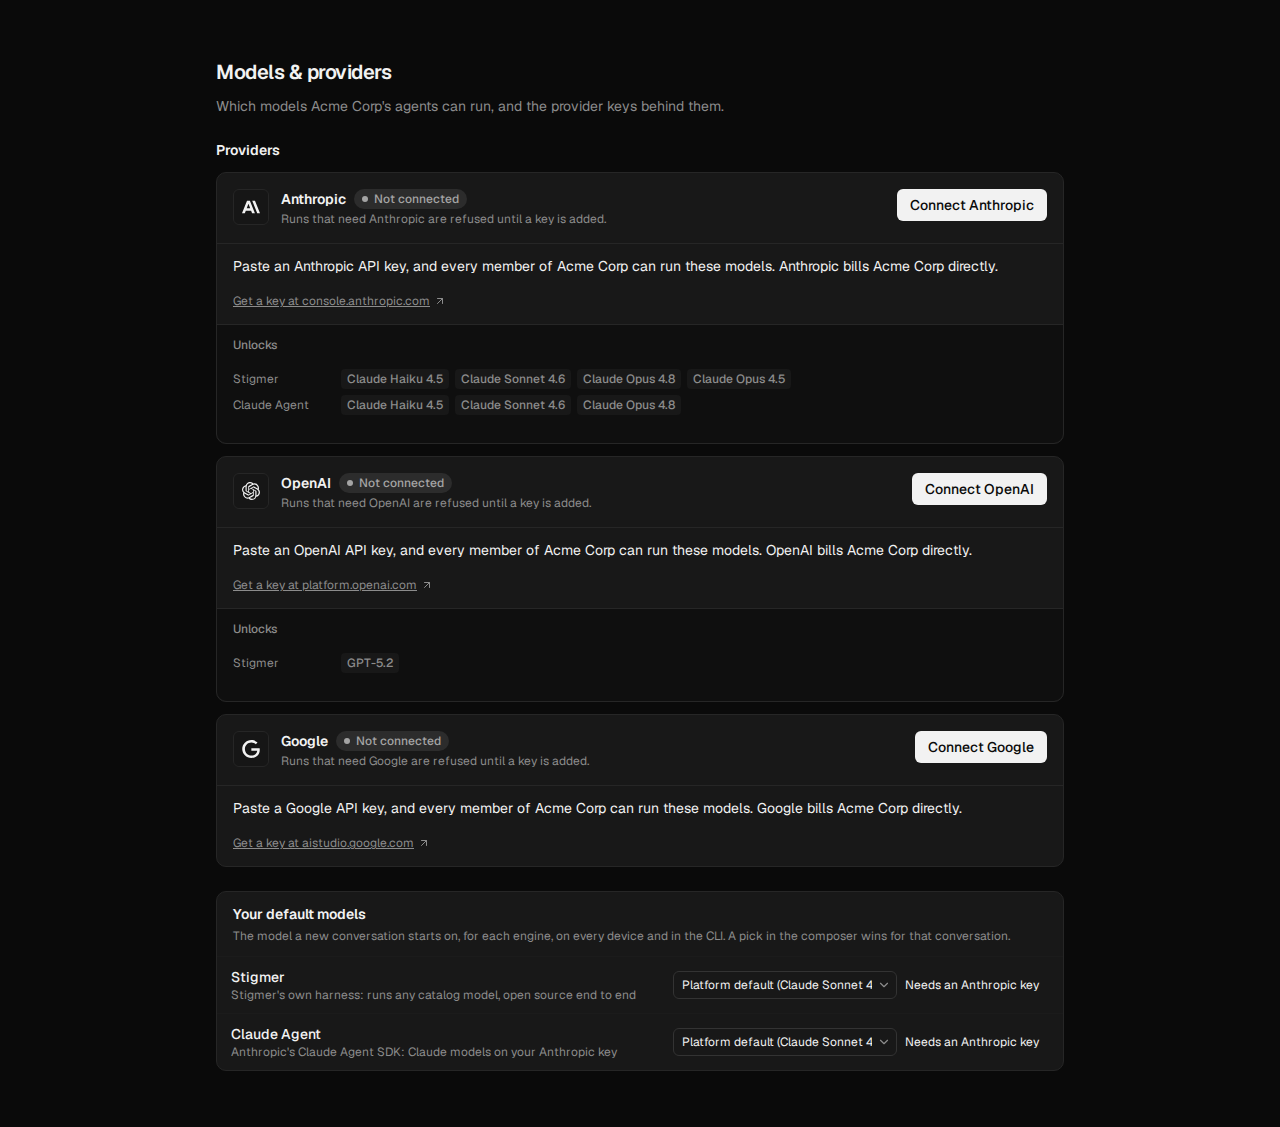 Models & providers
Which models Acme Corp's agents can run, and the provider keys behind them.
Providers
Anthropic
Not connected
Runs that need Anthropic are refused until a key is added.
Connect Anthropic
Paste an Anthropic API key, and every member of Acme Corp can run these models. Anthropic bills Acme Corp directly.
Get a key at console.anthropic.com
Unlocks
Stigmer Claude Haiku 4.5 Claude Sonnet 4.6 Claude Opus 4.8 Claude Opus 4.5
Claude Agent Claude Haiku 4.5 Claude Sonnet 4.6 Claude Opus 4.8
OpenAI
Not connected
Runs that need OpenAI are refused until a key is added.
Connect OpenAI
Paste an OpenAI API key, and every member of Acme Corp can run these models. OpenAI bills Acme Corp directly.
Get a key at platform.openai.com
Unlocks
Stigmer GPT-5.2
Google
Not connected
Runs that need Google are refused until a key is added.
Connect Google
Paste a Google API key, and every member of Acme Corp can run these models. Google bills Acme Corp directly.
Get a key at aistudio.google.com
Your default models
The model a new conversation starts on, for each engine, on every device and in the CLI. A pick in the composer wins for that conversation.
Stigmer
Stigmer's own harness: runs any catalog model, open source end to end
Platform default (Claude Sonnet 4
Needs an Anthropic key
Claude Agent
Anthropic's Claude Agent SDK: Claude models on your Anthropic key
Platform default (Claude Sonnet 4
Needs an Anthropic key